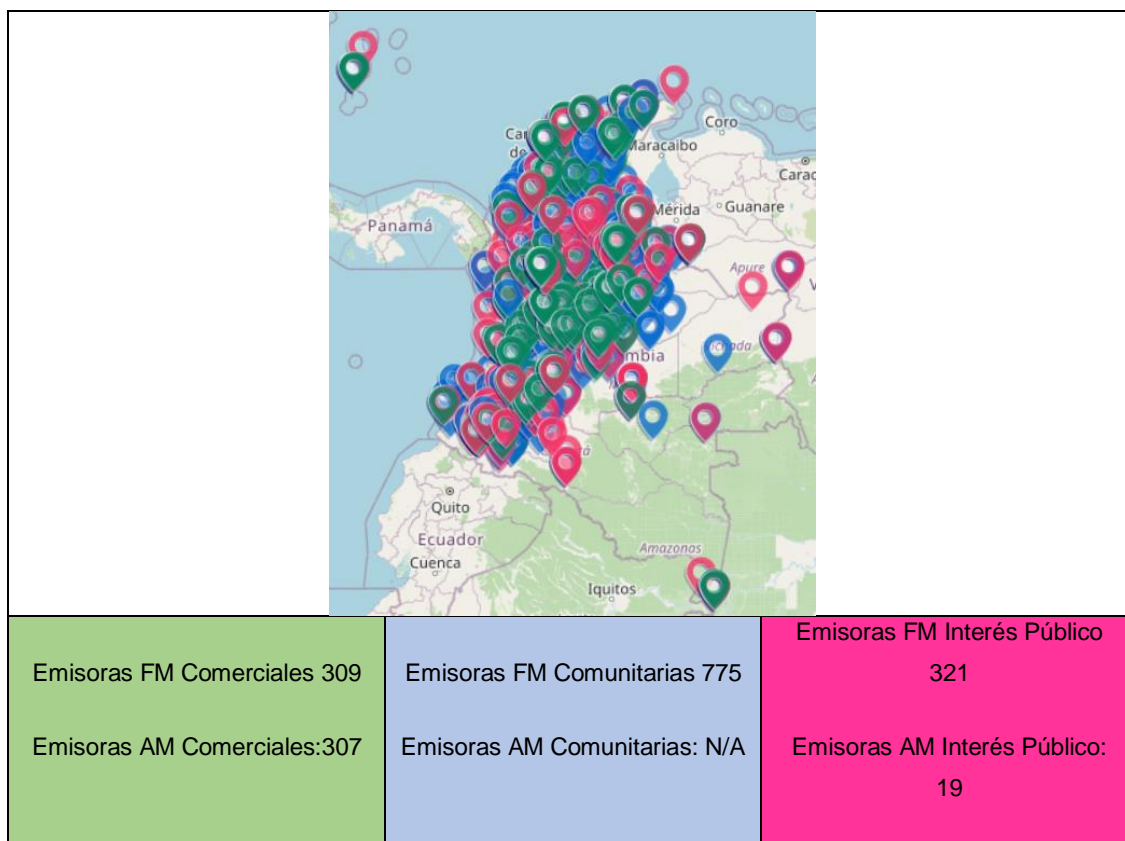 Coro
Maracaibo
Mérida
Guanare
Panamá
Apure
Quito
Ecuador
Cuenca
Amazonas
Iquitos
Emisoras FM Comerciales 309
Emisoras AM Comerciales:307
Emisoras FM Comunitarias 775
Emisoras AM Comunitarias: N/A
Emisoras FM Interés Público
321
Emisoras AM Interés Público:
19